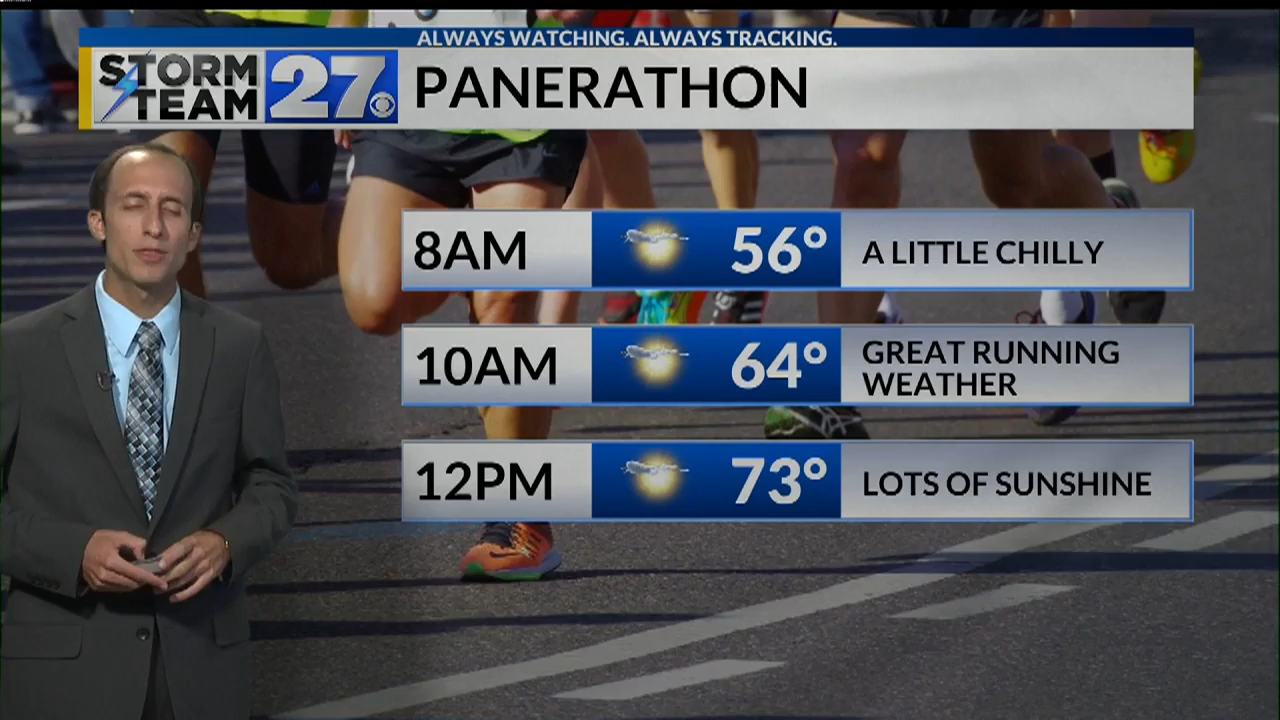 ALWAYS WATCHING. ALWAYS TRACKING.
STORM
TEAM
27
PANERATHON
8AM
56°
A LITTLE CHILLY
10AM
64°
GREAT RUNNING
WEATHER
12PM
73°
LOTS OF SUNSHINE